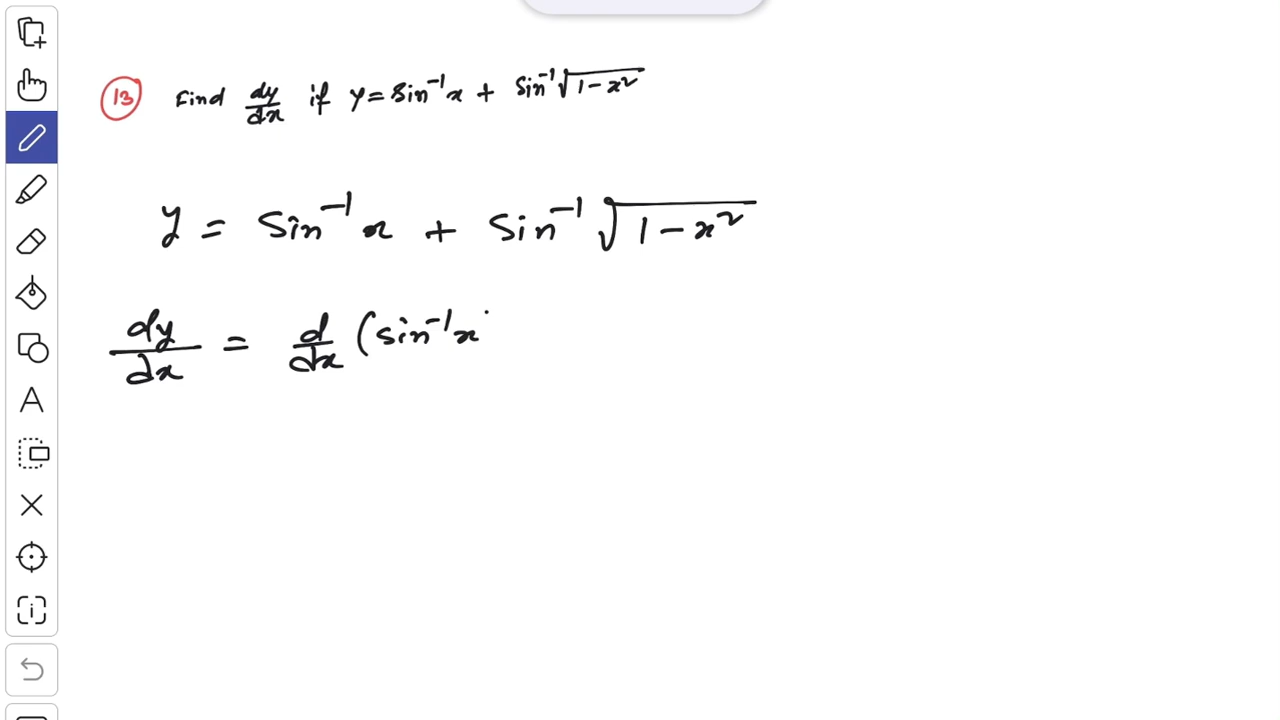 13 Find dy/dx if y = Sin⁻¹x + Sin⁻¹√(1-x²)
y = Sin⁻¹x + Sin⁻¹√(1-x²)
dy/dx = d/dx (sin⁻¹x